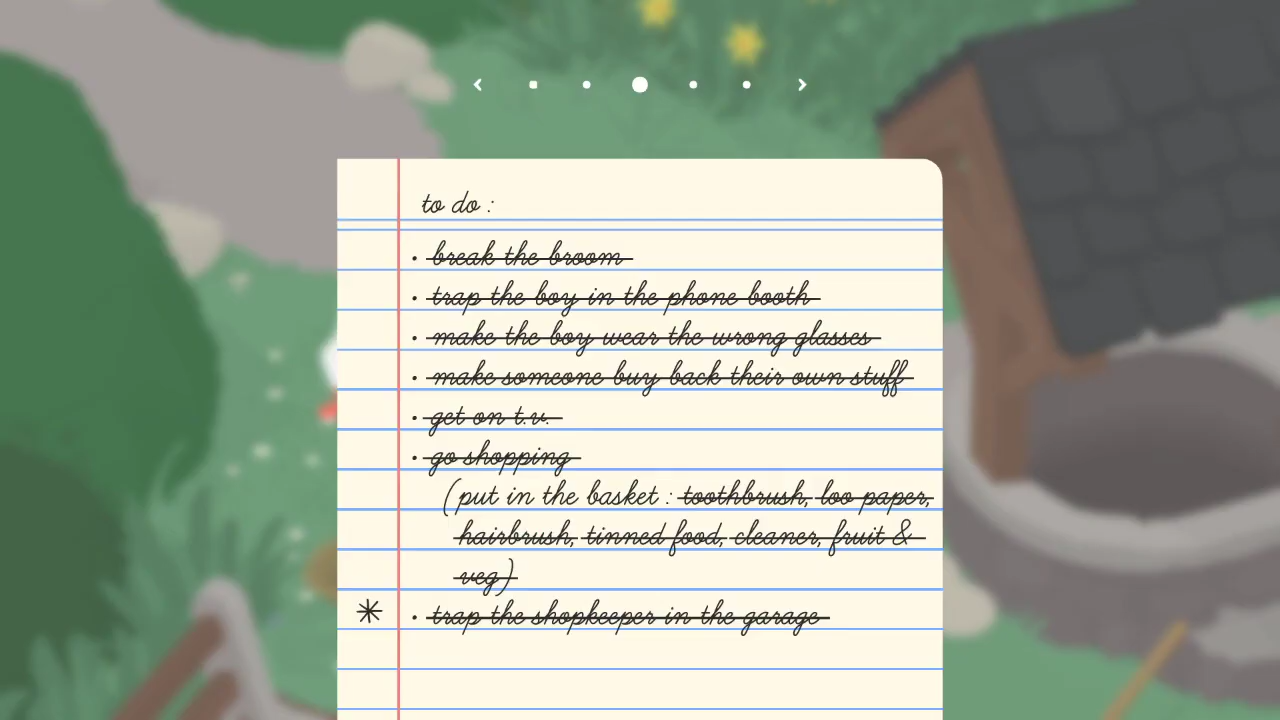 to do :
• break the broom
• trap the boy in the phone booth
• make the boy wear the wrong glasses
• make someone buy back their own stuff
• get on t.v.
• go shopping
(put in the basket : toothbrush, loo paper,
hairbrush, tinned food, cleaner, fruit &
veg)
• trap the shopkeeper in the garage